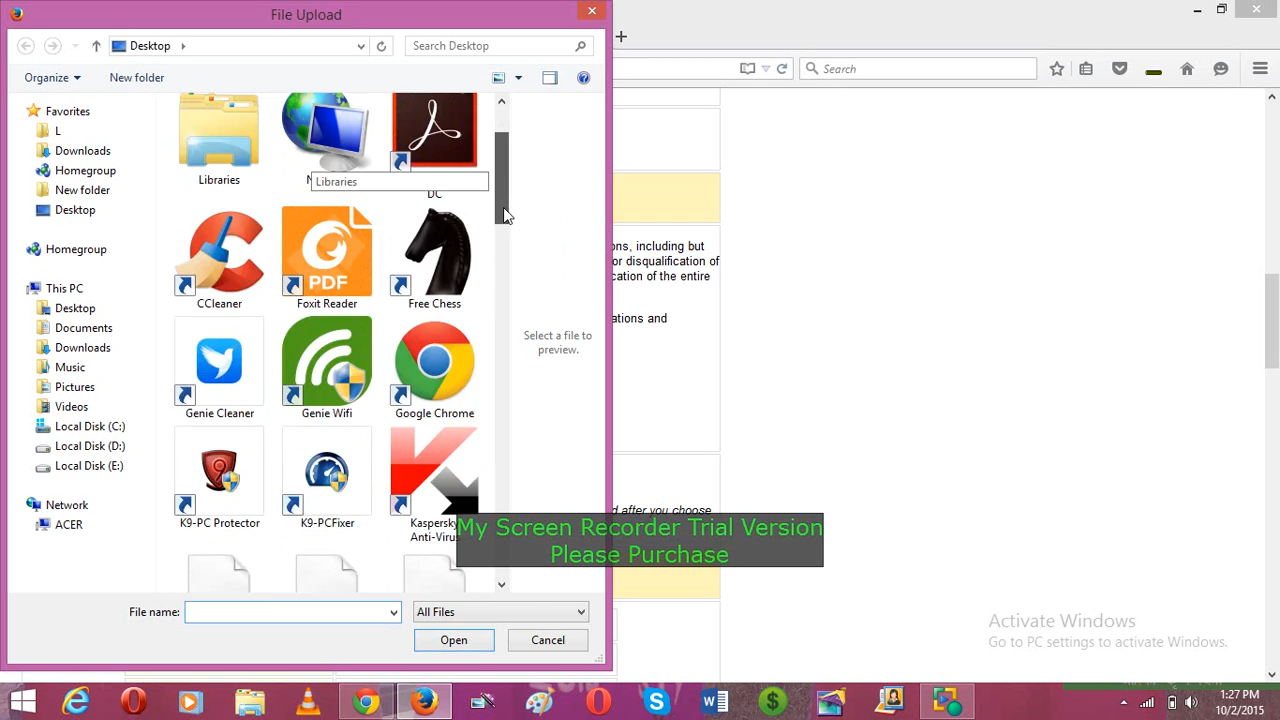 File Upload
Desktop
Search Desktop
Organize
New folder
Search
Favorites
L
Downloads
Homegroup
New folder
Desktop
Homegroup
This PC
Desktop
Documents
Downloads
Music
Pictures
Videos
Local Disk (C:)
Local Disk (D:)
Local Disk (E:)
Network
ACER
Libraries
N
DC
Libraries
CCleaner
PDF
Foxit Reader
Free Chess
Genie Cleaner
Genie Wifi
Google Chrome
K9-PC Protector
K9-PCFixer
Kaspersky
Anti-Virus
Select a file to
preview.
ons, including but
or disqualification of
cation of the entire
ations and
d after you choose
My Screen Recorder Trial Version
Please Purchase
File name:
All Files
Open
Cancel
Activate Windows
Go to PC settings to activate Windows.
1:27 PM
10/2/2015